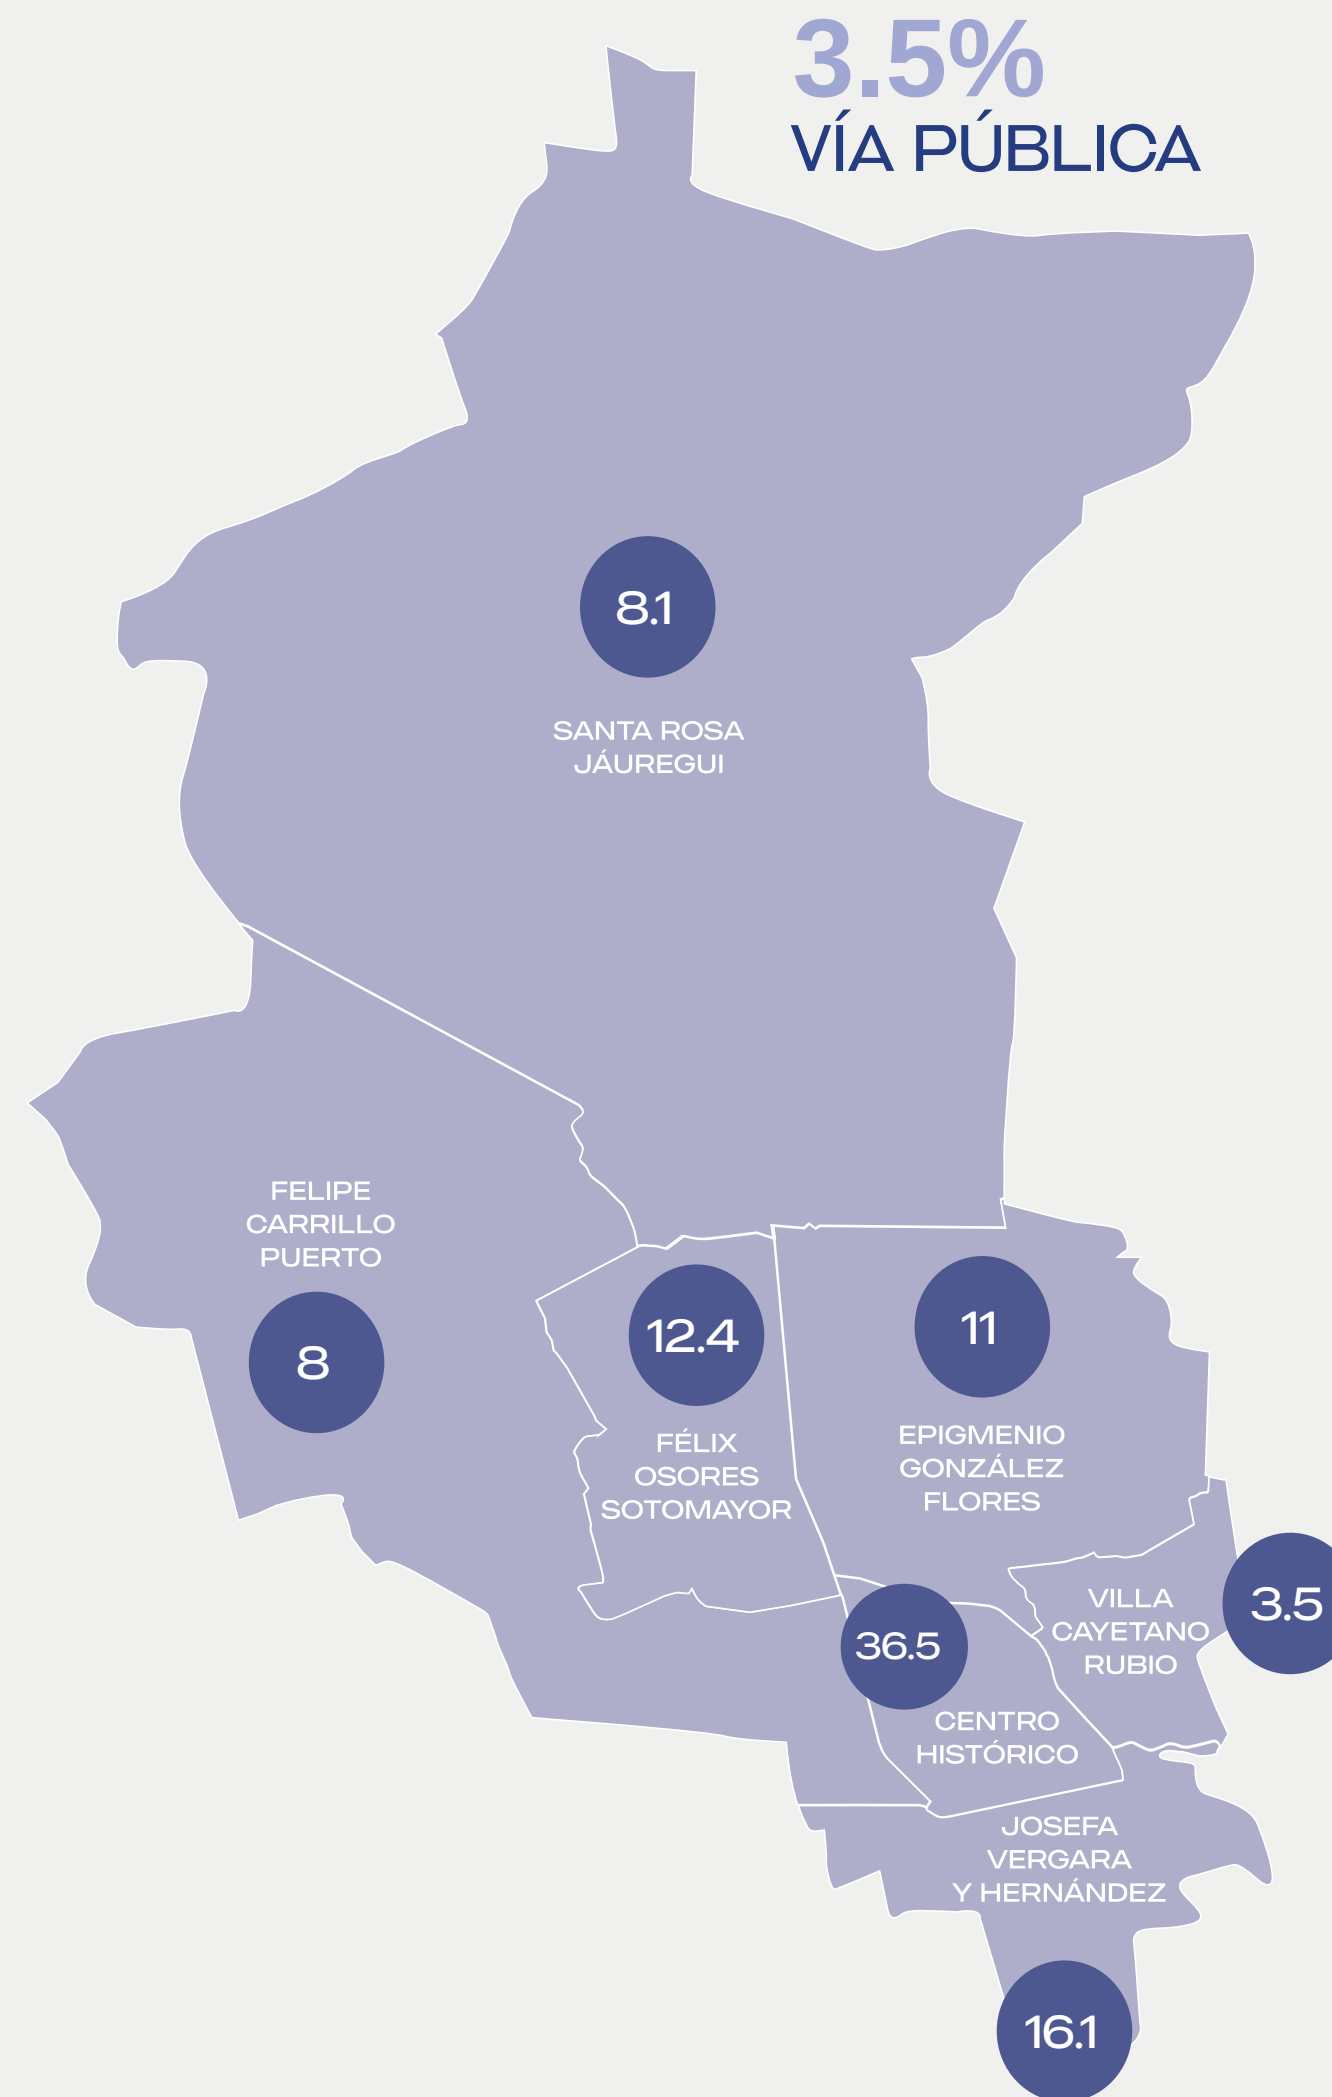 3.5%
VÍA PÚBLICA
8.1
SANTA ROSA
JÁUREGUI
FELIPE
CARRILLO
PUERTO
8
12.4
FÉLIX
OSORES
SOTOMAYOR
11
EPIGMENIO
GONZÁLEZ
FLORES
VILLA
CAYETANO
RUBIO
3.5
36.5
CENTRO
HISTÓRICO
JOSEFA
VERGARA
Y HERNÁNDEZ
16.1